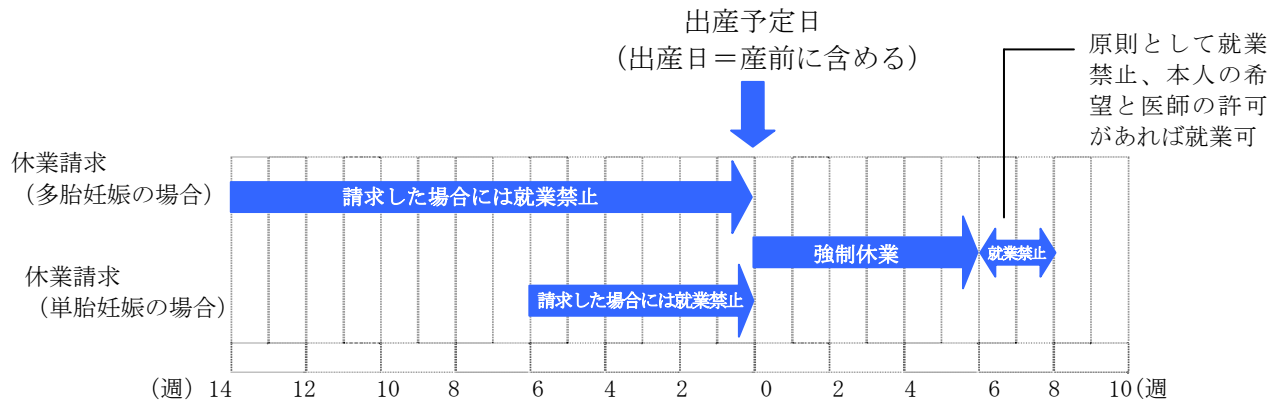 出産予定日
（出産日＝産前に含める）
原則として就業
禁止、本人の希
望と医師の許可
があれば就業可
休業請求
（多胎妊娠の場合）
請求した場合には就業禁止
強制休業
就業禁止
休業請求
（単胎妊娠の場合）
請求した場合には就業禁止
（週）14 12 10 8 6 4 2 0 2 4 6 8 10(週